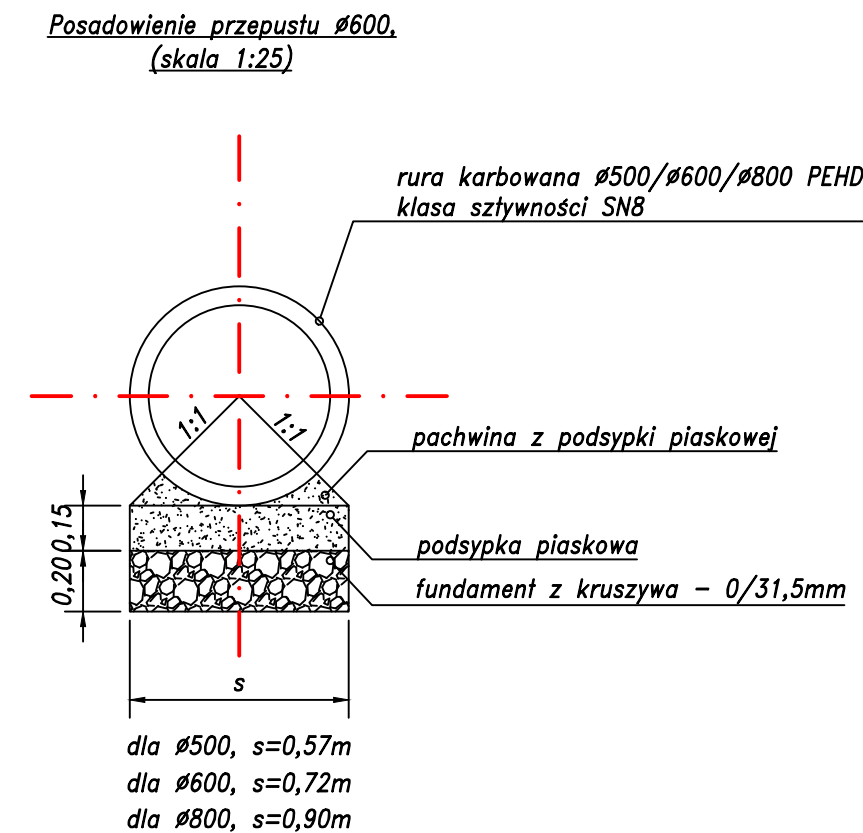 Posadowienie przepustu ø600,
(skala 1:25)
rura karbowana ø500/ø600/ø800 PEHD
klasa sztywności SN8
1:1
1:1
pachwina z podsypki piaskowej
0,15
podsypka piaskowa
0,20
fundament z kruszywa – 0/31,5mm
s
dla ø500, s=0,57m
dla ø600, s=0,72m
dla ø800, s=0,90m